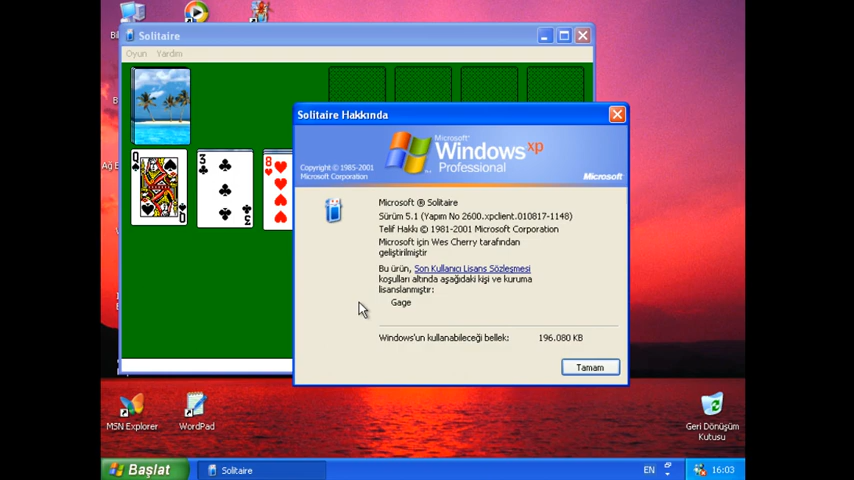 Solitaire
Oyun Yardım
Q
Q
3
3
8
Solitaire Hakkında
Microsoft
Windows xp
Professional
Copyright © 1985-2001
Microsoft Corporation
Microsoft
Microsoft ® Solitaire
Sürüm 5.1 (Yapım No 2600.xpclient.010817-1148)
Telif Hakkı © 1981-2001 Microsoft Corporation
Microsoft için Wes Cherry tarafından
geliştirilmiştir
Bu ürün, Son Kullanıcı Lisans Sözleşmesi
koşulları altında aşağıdaki kişi ve kuruma
lisanslanmıştır:
Gage
Windows'un kullanabileceği bellek: 196.080 KB
Tamam
MSN Explorer
WordPad
Geri Dönüşüm
Kutusu
Başlat
Solitaire
EN
16:03